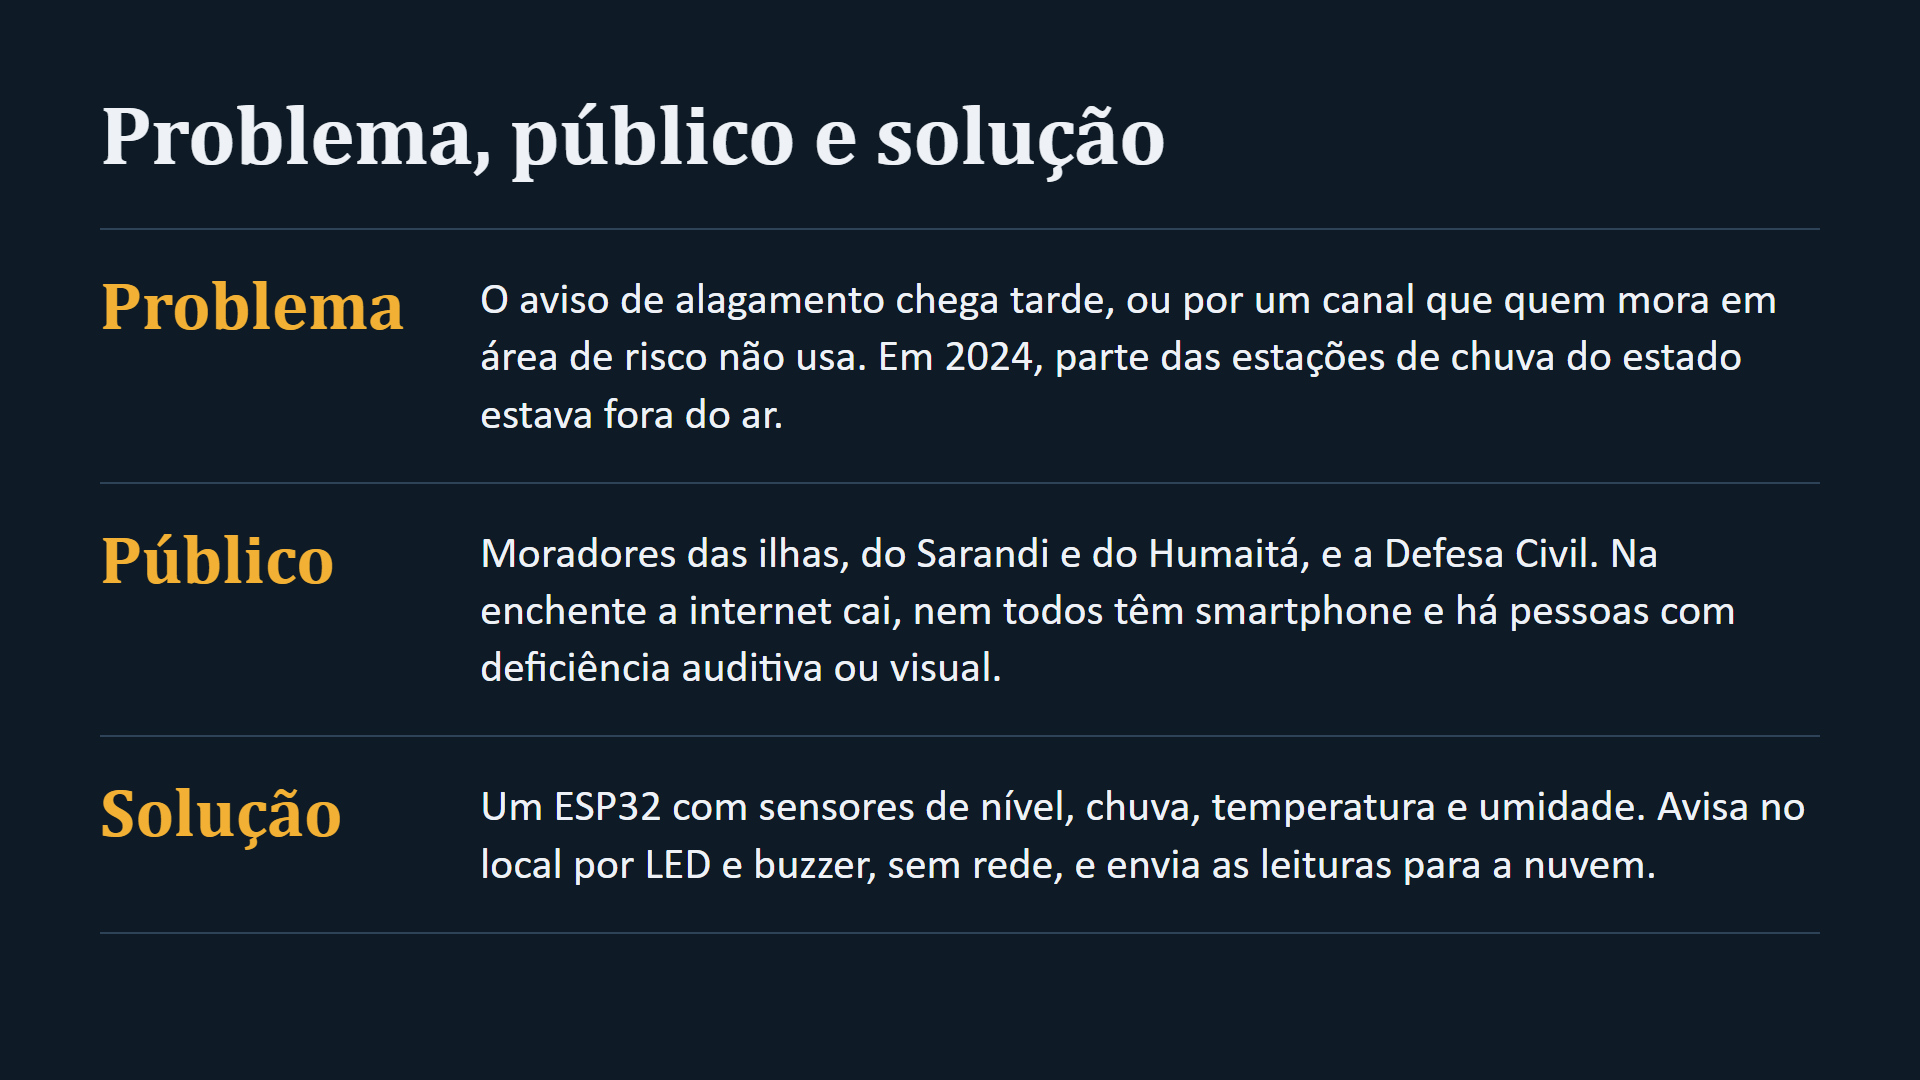 Problema, público e solução
Problema
O aviso de alagamento chega tarde, ou por um canal que quem mora em
área de risco não usa. Em 2024, parte das estações de chuva do estado
estava fora do ar.
Público
Moradores das ilhas, do Sarandi e do Humaitá, e a Defesa Civil. Na
enchente a internet cai, nem todos têm smartphone e há pessoas com
deficiência auditiva ou visual.
Solução
Um ESP32 com sensores de nível, chuva, temperatura e umidade. Avisa no
local por LED e buzzer, sem rede, e envia as leituras para a nuvem.